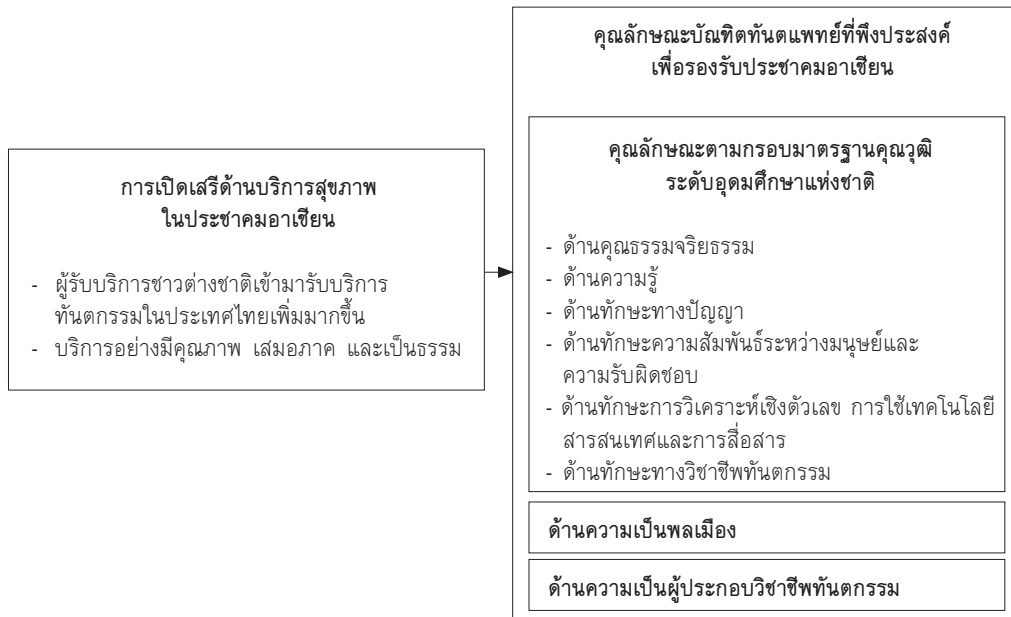 การเปิดเสรีด้านบริการสุขภาพ
ในประชาคมอาเซียน
- ผู้รับบริการชาวต่างชาติเข้ามารับบริการ
ทันตกรรมในประเทศไทยเพิ่มมากขึ้น
- บริการอย่างมีคุณภาพ เสมอภาค และเป็นธรรม
คุณลักษณะบัณฑิตทันตแพทย์ที่พึงประสงค์
เพื่อรองรับประชาคมอาเซียน
คุณลักษณะตามกรอบมาตรฐานคุณวุฒิ
ระดับอุดมศึกษาแห่งชาติ
- ด้านคุณธรรมจริยธรรม
- ด้านความรู้
- ด้านทักษะทางปัญญา
- ด้านทักษะความสัมพันธ์ระหว่างมนุษย์และ
ความรับผิดชอบ
- ด้านทักษะการวิเคราะห์เชิงตัวเลข การใช้เทคโนโลยี
สารสนเทศและการสื่อสาร
- ด้านทักษะทางวิชาชีพทันตกรรม
ด้านความเป็นพลเมือง
ด้านความเป็นผู้ประกอบวิชาชีพทันตกรรม